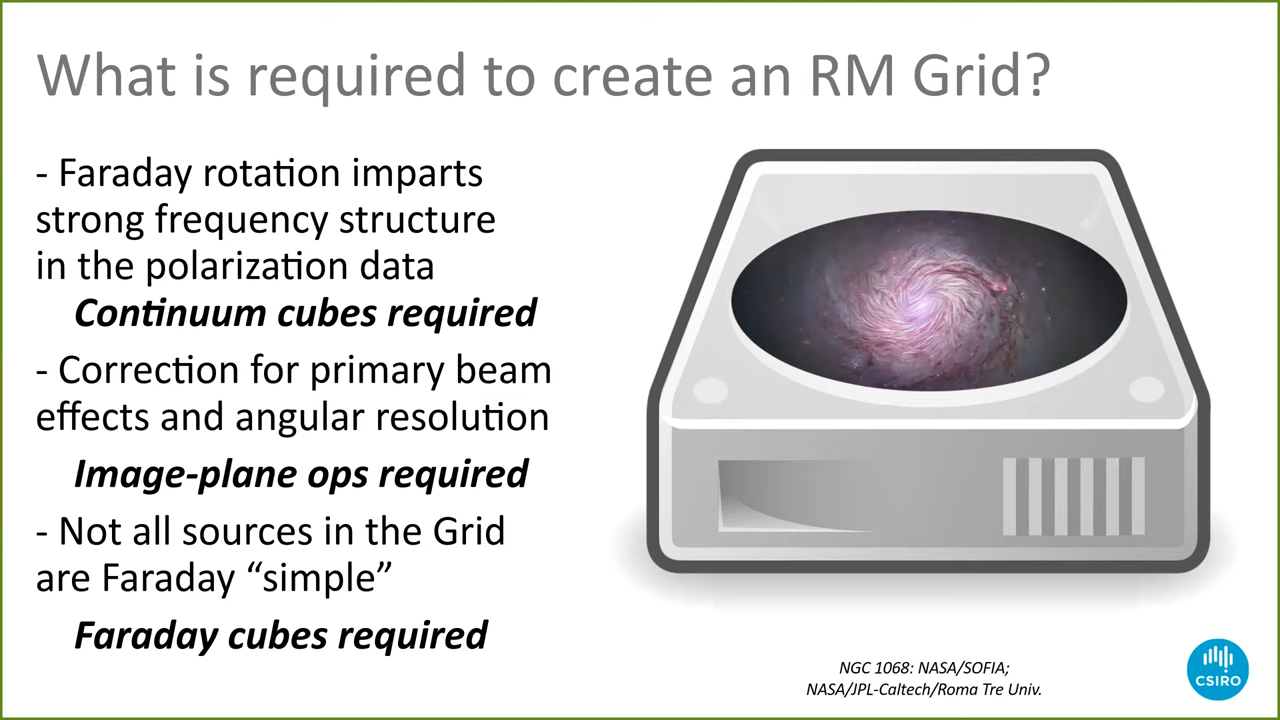 What is required to create an RM Grid?
- Faraday rotation imparts
strong frequency structure
in the polarization data
Continuum cubes required
- Correction for primary beam
effects and angular resolution
Image-plane ops required
- Not all sources in the Grid
are Faraday “simple”
Faraday cubes required
NGC 1068: NASA/SOFIA;
NASA/JPL-Caltech/Roma Tre Univ.
CSIRO